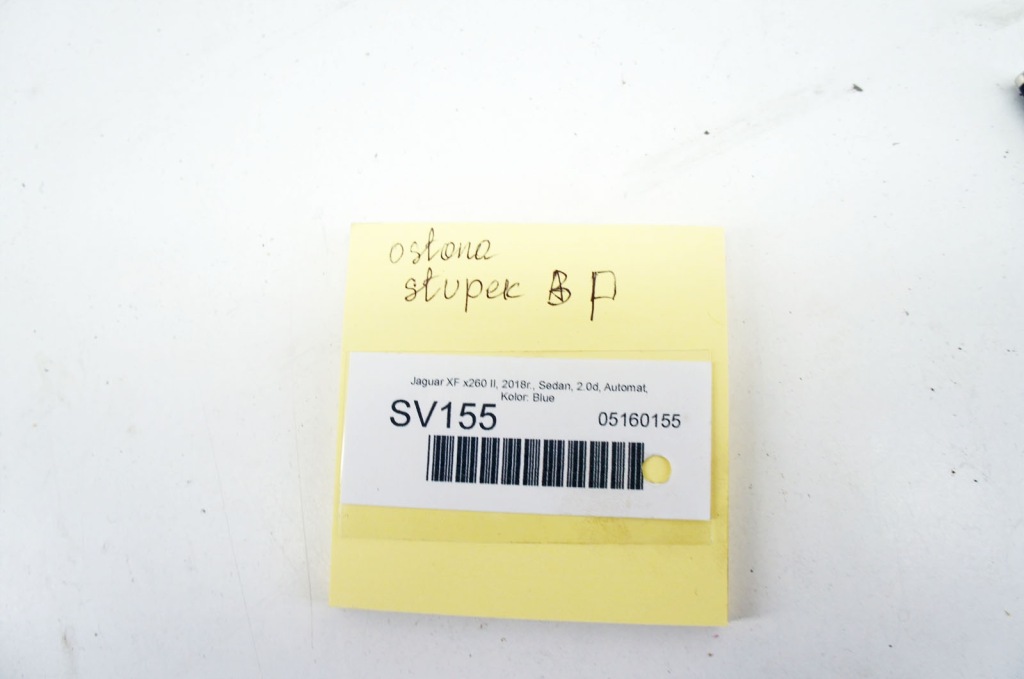 osłona
słupek B P
Jaguar XF x260 II, 2018r., Sedan, 2.0d, Automat,
Kolor: Blue
SV155
05160155